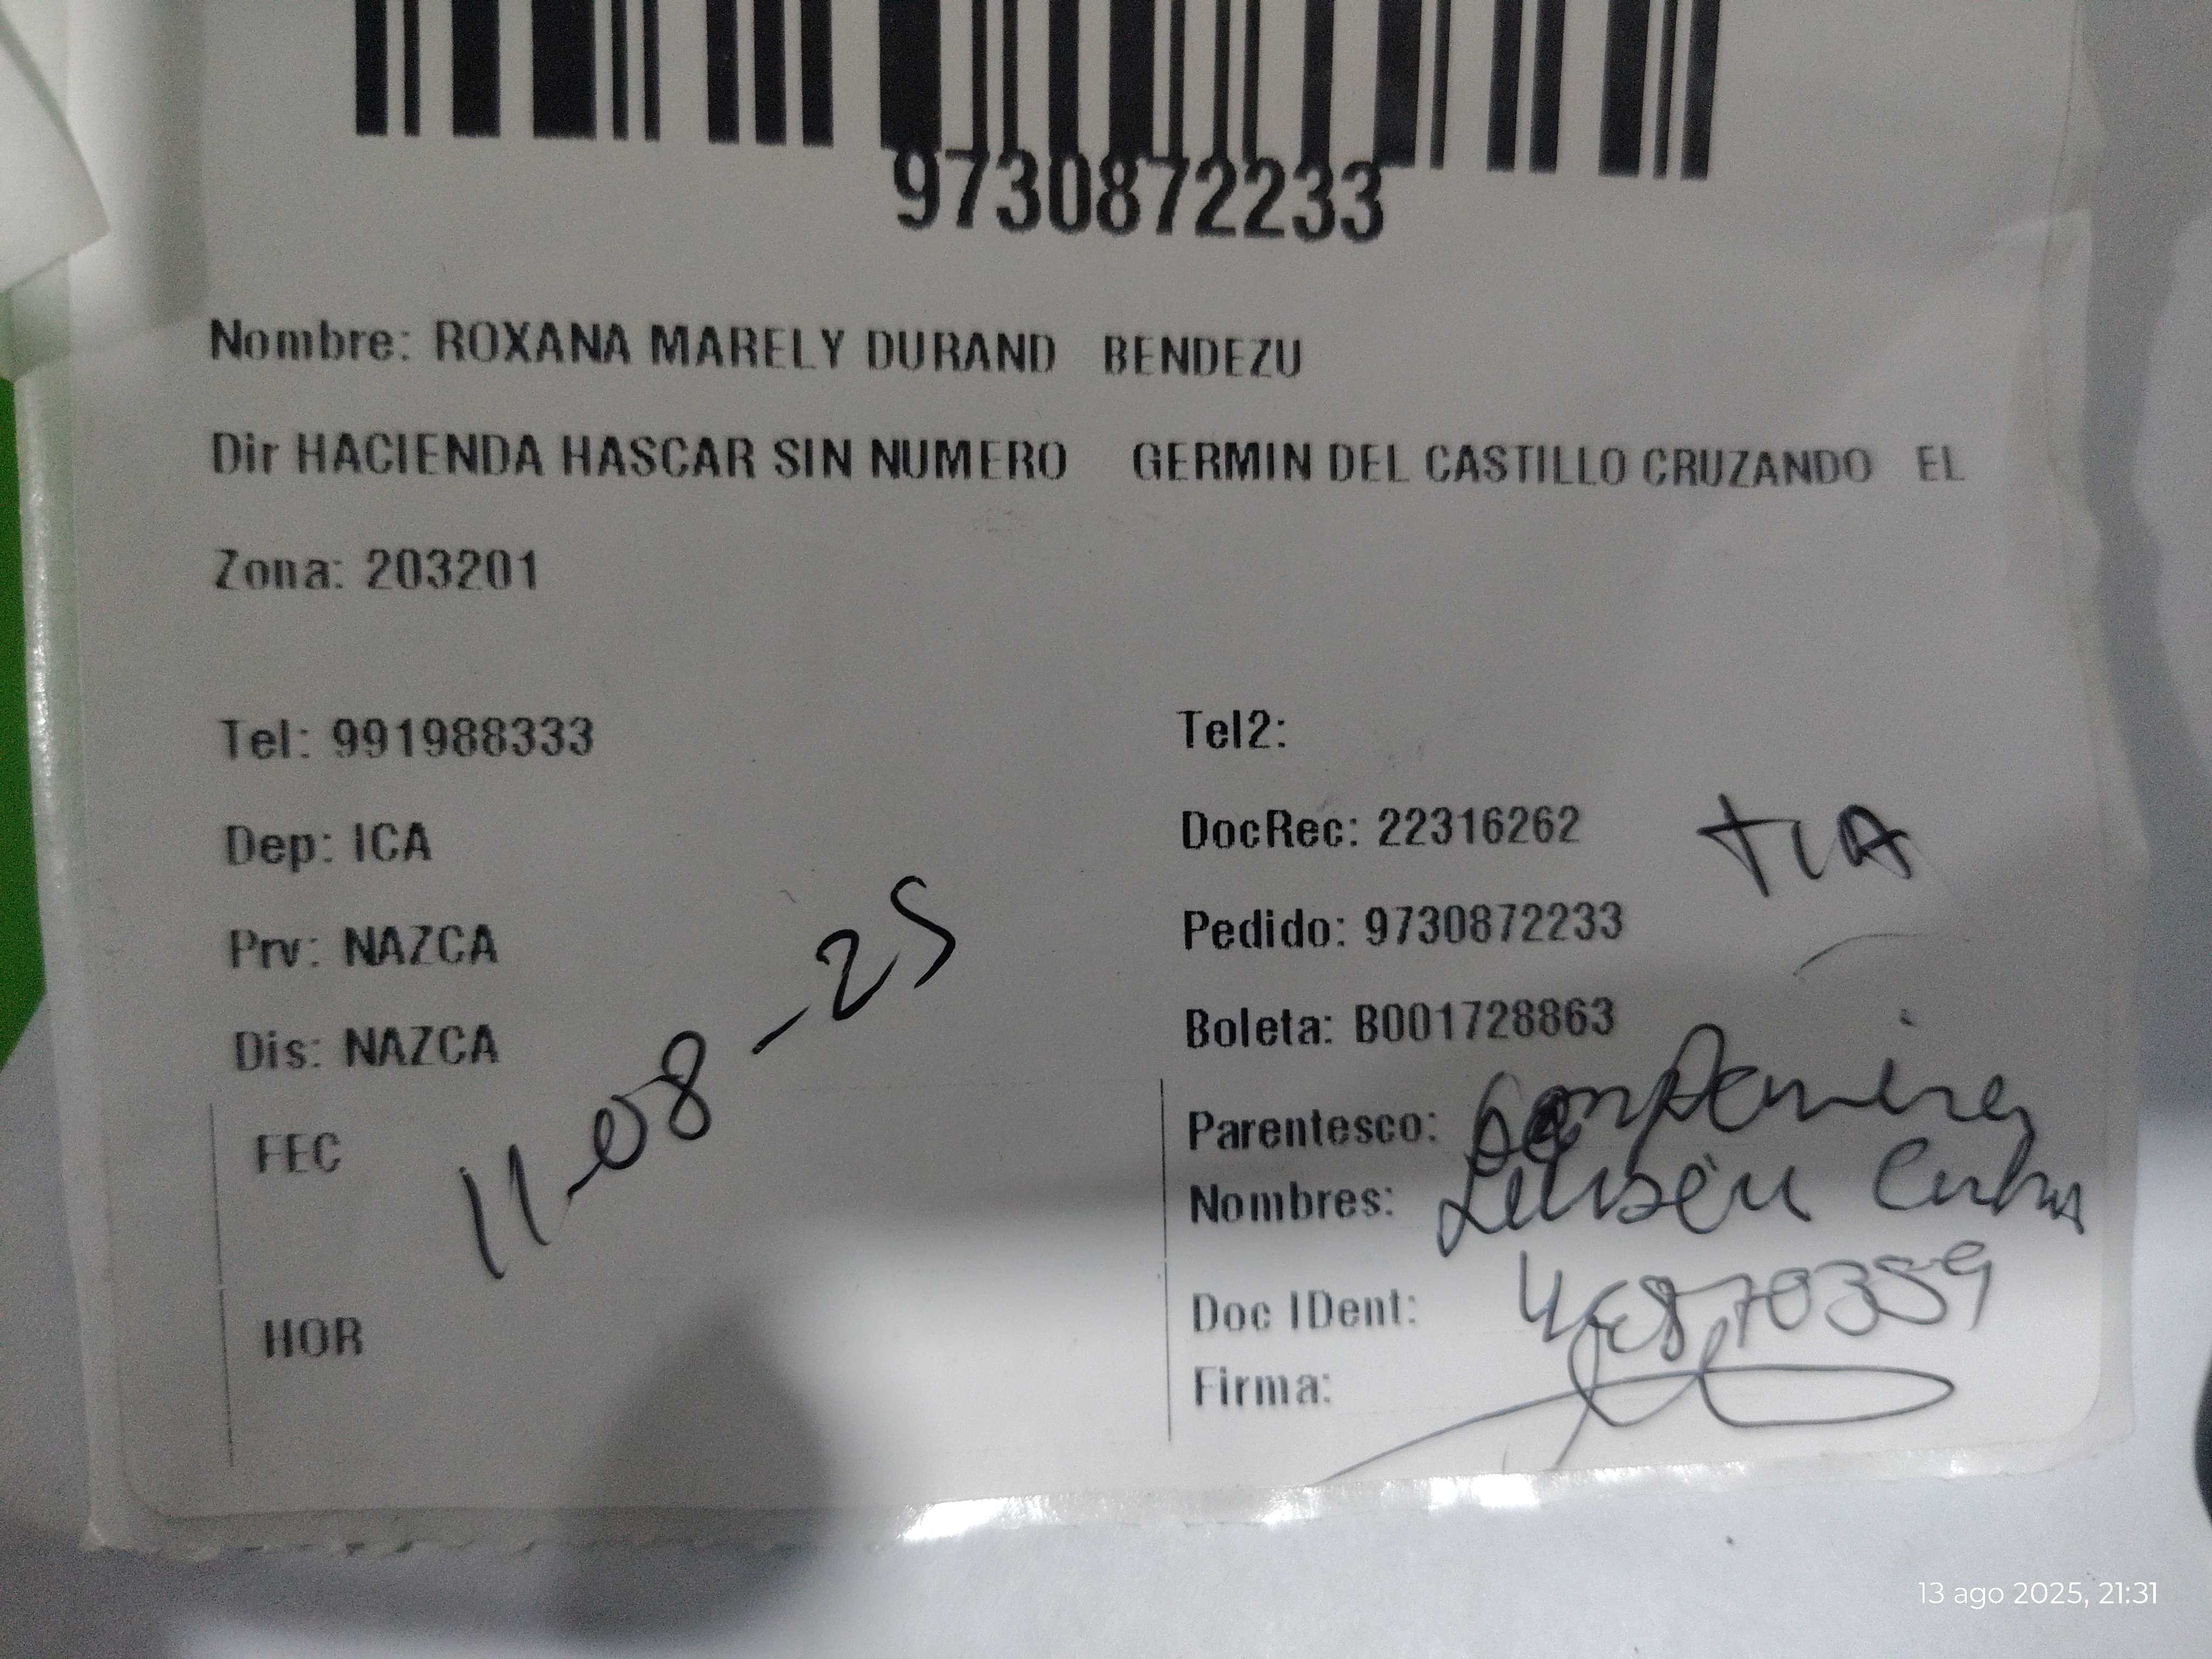 9730872233
Nombre: ROXANA MARELY DURAND BENDEZU
Dir HACIENDA HASCAR SIN NUMERO GERMIN DEL CASTILLO CRUZANDO EL
Zona: 203201
Tel: 991988333
Tel2:
Dep: ICA
DocRec: 22316262
TIA
Prv: NAZCA
Pedido: 9730872233
Dis: NAZCA
Boleta: B001728863
FEC 11-08-25
Parentesco:
Nombres:
HOR
Doc IDent:
Firma:
13 ago 2025, 21:31